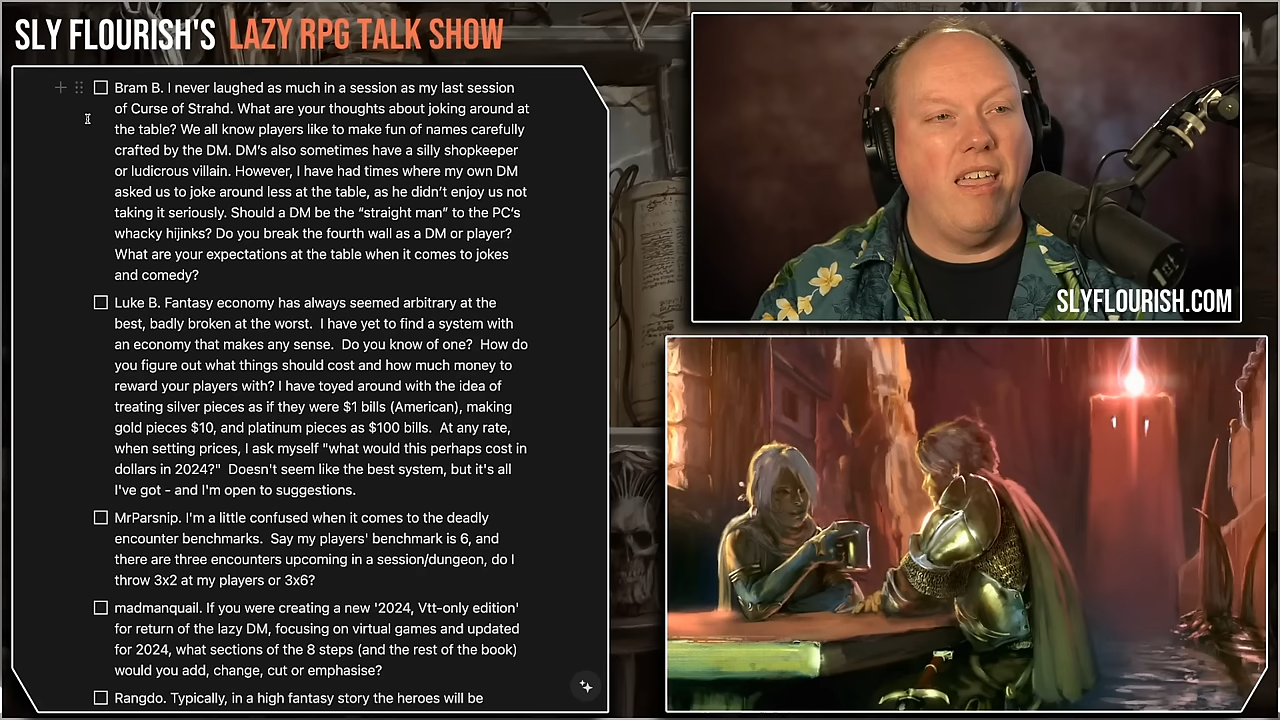 SLY FLOURISH'S LAZY RPG TALK SHOW
Bram B. I never laughed as much in a session as my last session
of Curse of Strahd. What are your thoughts about joking around at
the table? We all know players like to make fun of names carefully
crafted by the DM. DM's also sometimes have a silly shopkeeper
or ludicrous villain. However, I have had times where my own DM
asked us to joke around less at the table, as he didn't enjoy us not
taking it seriously. Should a DM be the “straight man” to the PC's
whacky hijinks? Do you break the fourth wall as a DM or player?
What are your expectations at the table when it comes to jokes
and comedy?
Luke B. Fantasy economy has always seemed arbitrary at the
best, badly broken at the worst.  I have yet to find a system with
an economy that makes any sense.  Do you know of one?  How do
you figure out what things should cost and how much money to
reward your players with? I have toyed around with the idea of
treating silver pieces as if they were $1 bills (American), making
gold pieces $10, and platinum pieces as $100 bills.  At any rate,
when setting prices, I ask myself "what would this perhaps cost in
dollars in 2024?"  Doesn't seem like the best system, but it's all
I've got - and I'm open to suggestions.
MrParsnip. I'm a little confused when it comes to the deadly
encounter benchmarks.  Say my players' benchmark is 6, and
there are three encounters upcoming in a session/dungeon, do I
throw 3x2 at my players or 3x6?
madmanquail. If you were creating a new '2024, Vtt-only edition'
for return of the lazy DM, focusing on virtual games and updated
for 2024, what sections of the 8 steps (and the rest of the book)
would you add, change, cut or emphasise?
Rangdo. Typically, in a high fantasy story the heroes will be
SLYFLOURISH.COM